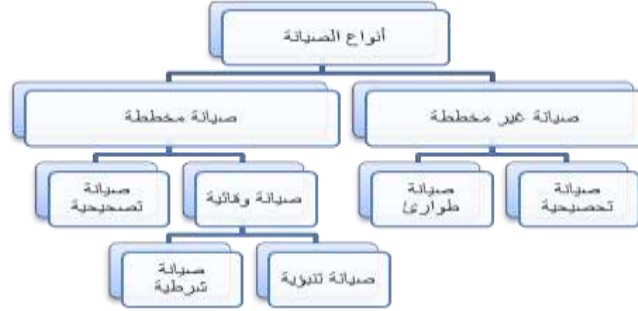 أنواع الصيانة
صيانة غير مخططة
صيانة مخططة
صيانة
تحصيحية
صيانة
طوارئ
صيانة وقائية
صيانة
تصحيحية
صيانة تنبؤية
صيانة
شرطية